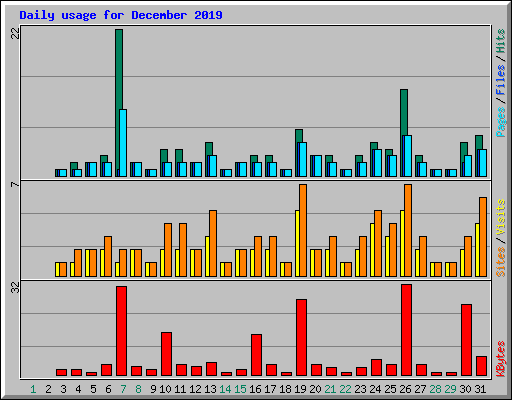 Daily usage for December 2019
22
7
32
Pages / Files / Hits
Sites / Visits
KBytes
1 2 3 4 5 6 7 8 9 10 11 12 13 14 15 16 17 18 19 20 21 22 23 24 25 26 27 28 29 30 31